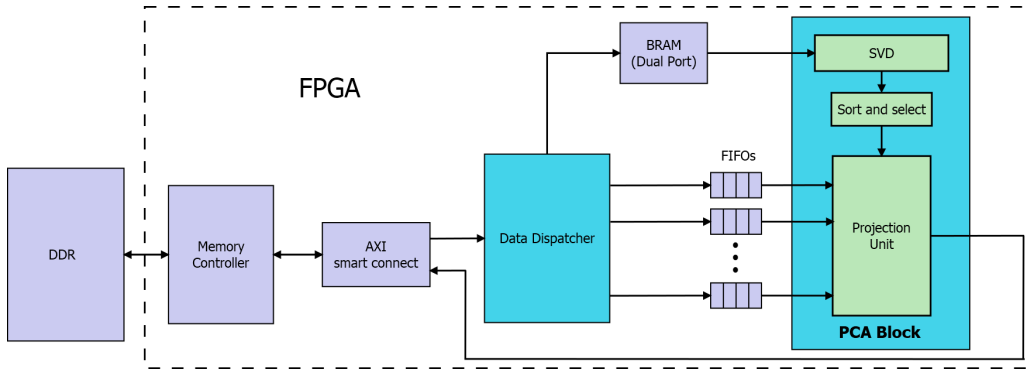 FPGA
BRAM
(Dual Port)
SVD
Sort and select
FIFOs
DDR
Memory
Controller
AXI
smart connect
Data Dispatcher
Projection
Unit
PCA Block